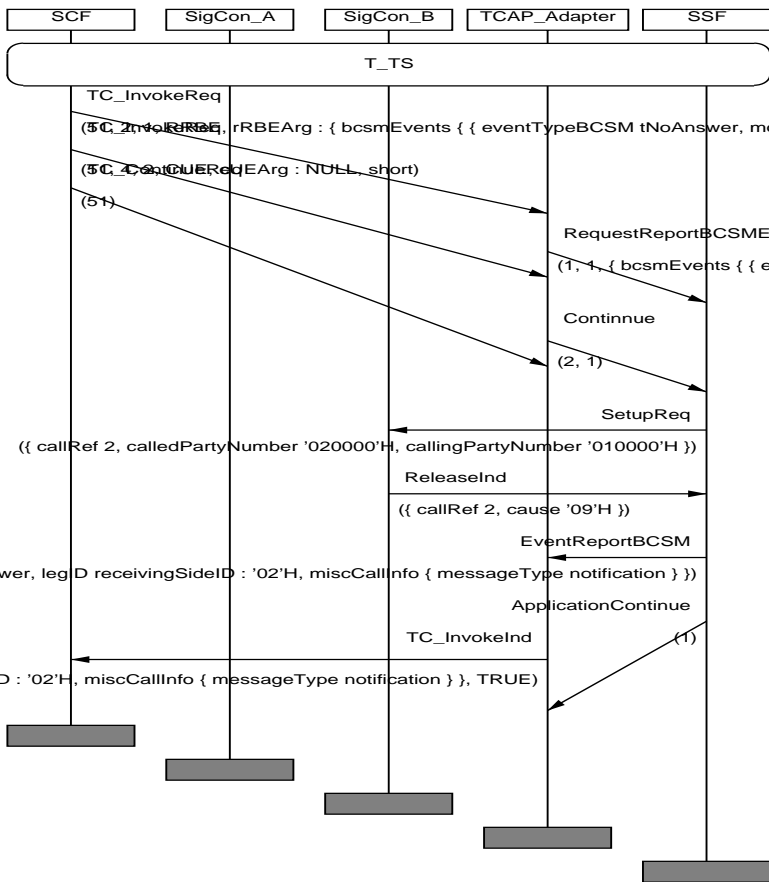 SCF SigCon_A SigCon_B TCAP_Adapter SSF
T_TS
TC_InvokeReq
rRBEArg : { bcsmEvents { { eventTypeBCSM tNoAnswer, mo
NULL, short)
(51)
RequestReportBCSME
(1, 1, { bcsmEvents { { e
Continnue
(2, 1)
SetupReq
({ callRef 2, calledPartyNumber '020000'H, callingPartyNumber '010000'H })
ReleaseInd
({ callRef 2, cause '09'H })
EventReportBCSM
wer, legID receivingSideID : '02'H, miscCallInfo { messageType notification } })
ApplicationContinue
(1)
TC_InvokeInd
D : '02'H, miscCallInfo { messageType notification } }, TRUE)